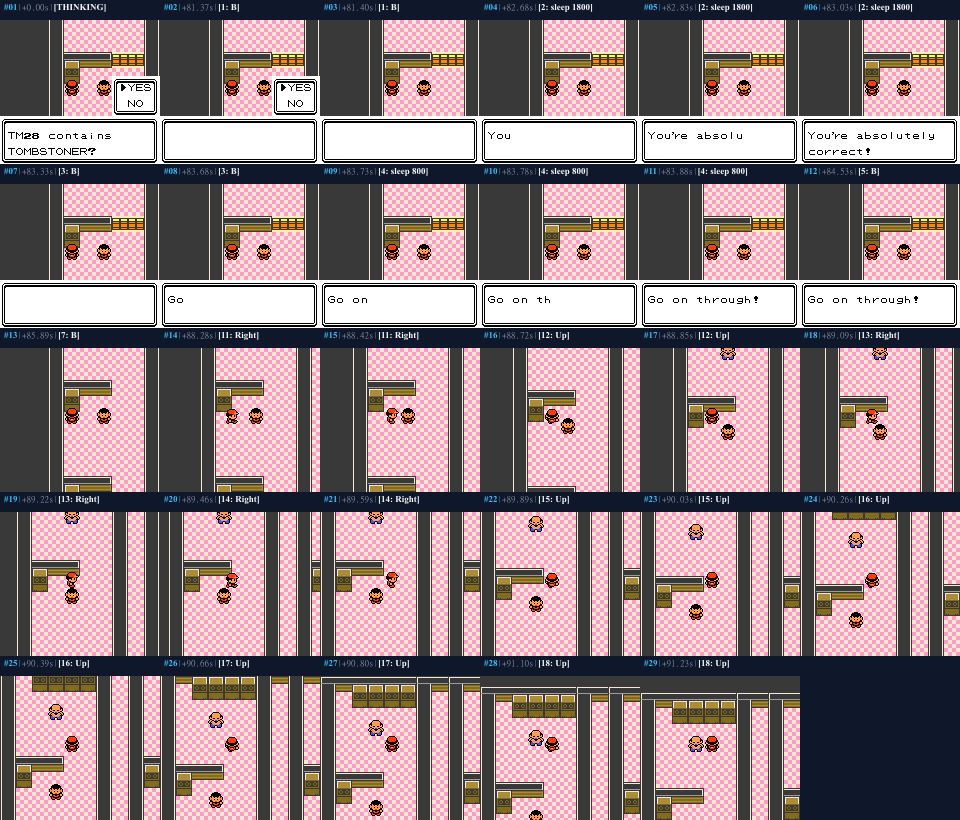 #01|+0.00s|[THINKING]
#02|+81.37s|[1: B]
#03|+81.40s|[1: B]
#04|+82.68s|[2: sleep 1800]
#05|+82.83s|[2: sleep 1800]
#06|+83.03s|[2: sleep 1800]
▶YES
NO
TM28 contains
TOMBSTONER?
▶YES
NO
You
You're absolu
You're absolutely
correct!
#07|+83.33s|[3: B]
#08|+83.68s|[3: B]
#09|+83.73s|[4: sleep 800]
#10|+83.78s|[4: sleep 800]
#11|+83.88s|[4: sleep 800]
#12|+84.53s|[5: B]
Go
Go on
Go on th
Go on through!
Go on through!
#13|+85.89s|[7: B]
#14|+88.28s|[11: Right]
#15|+88.42s|[11: Right]
#16|+88.72s|[12: Up]
#17|+88.85s|[12: Up]
#18|+89.09s|[13: Right]
#19|+89.22s|[13: Right]
#20|+89.46s|[14: Right]
#21|+89.59s|[14: Right]
#22|+89.89s|[15: Up]
#23|+90.03s|[15: Up]
#24|+90.26s|[16: Up]
#25|+90.39s|[16: Up]
#26|+90.66s|[17: Up]
#27|+90.80s|[17: Up]
#28|+91.10s|[18: Up]
#29|+91.23s|[18: Up]